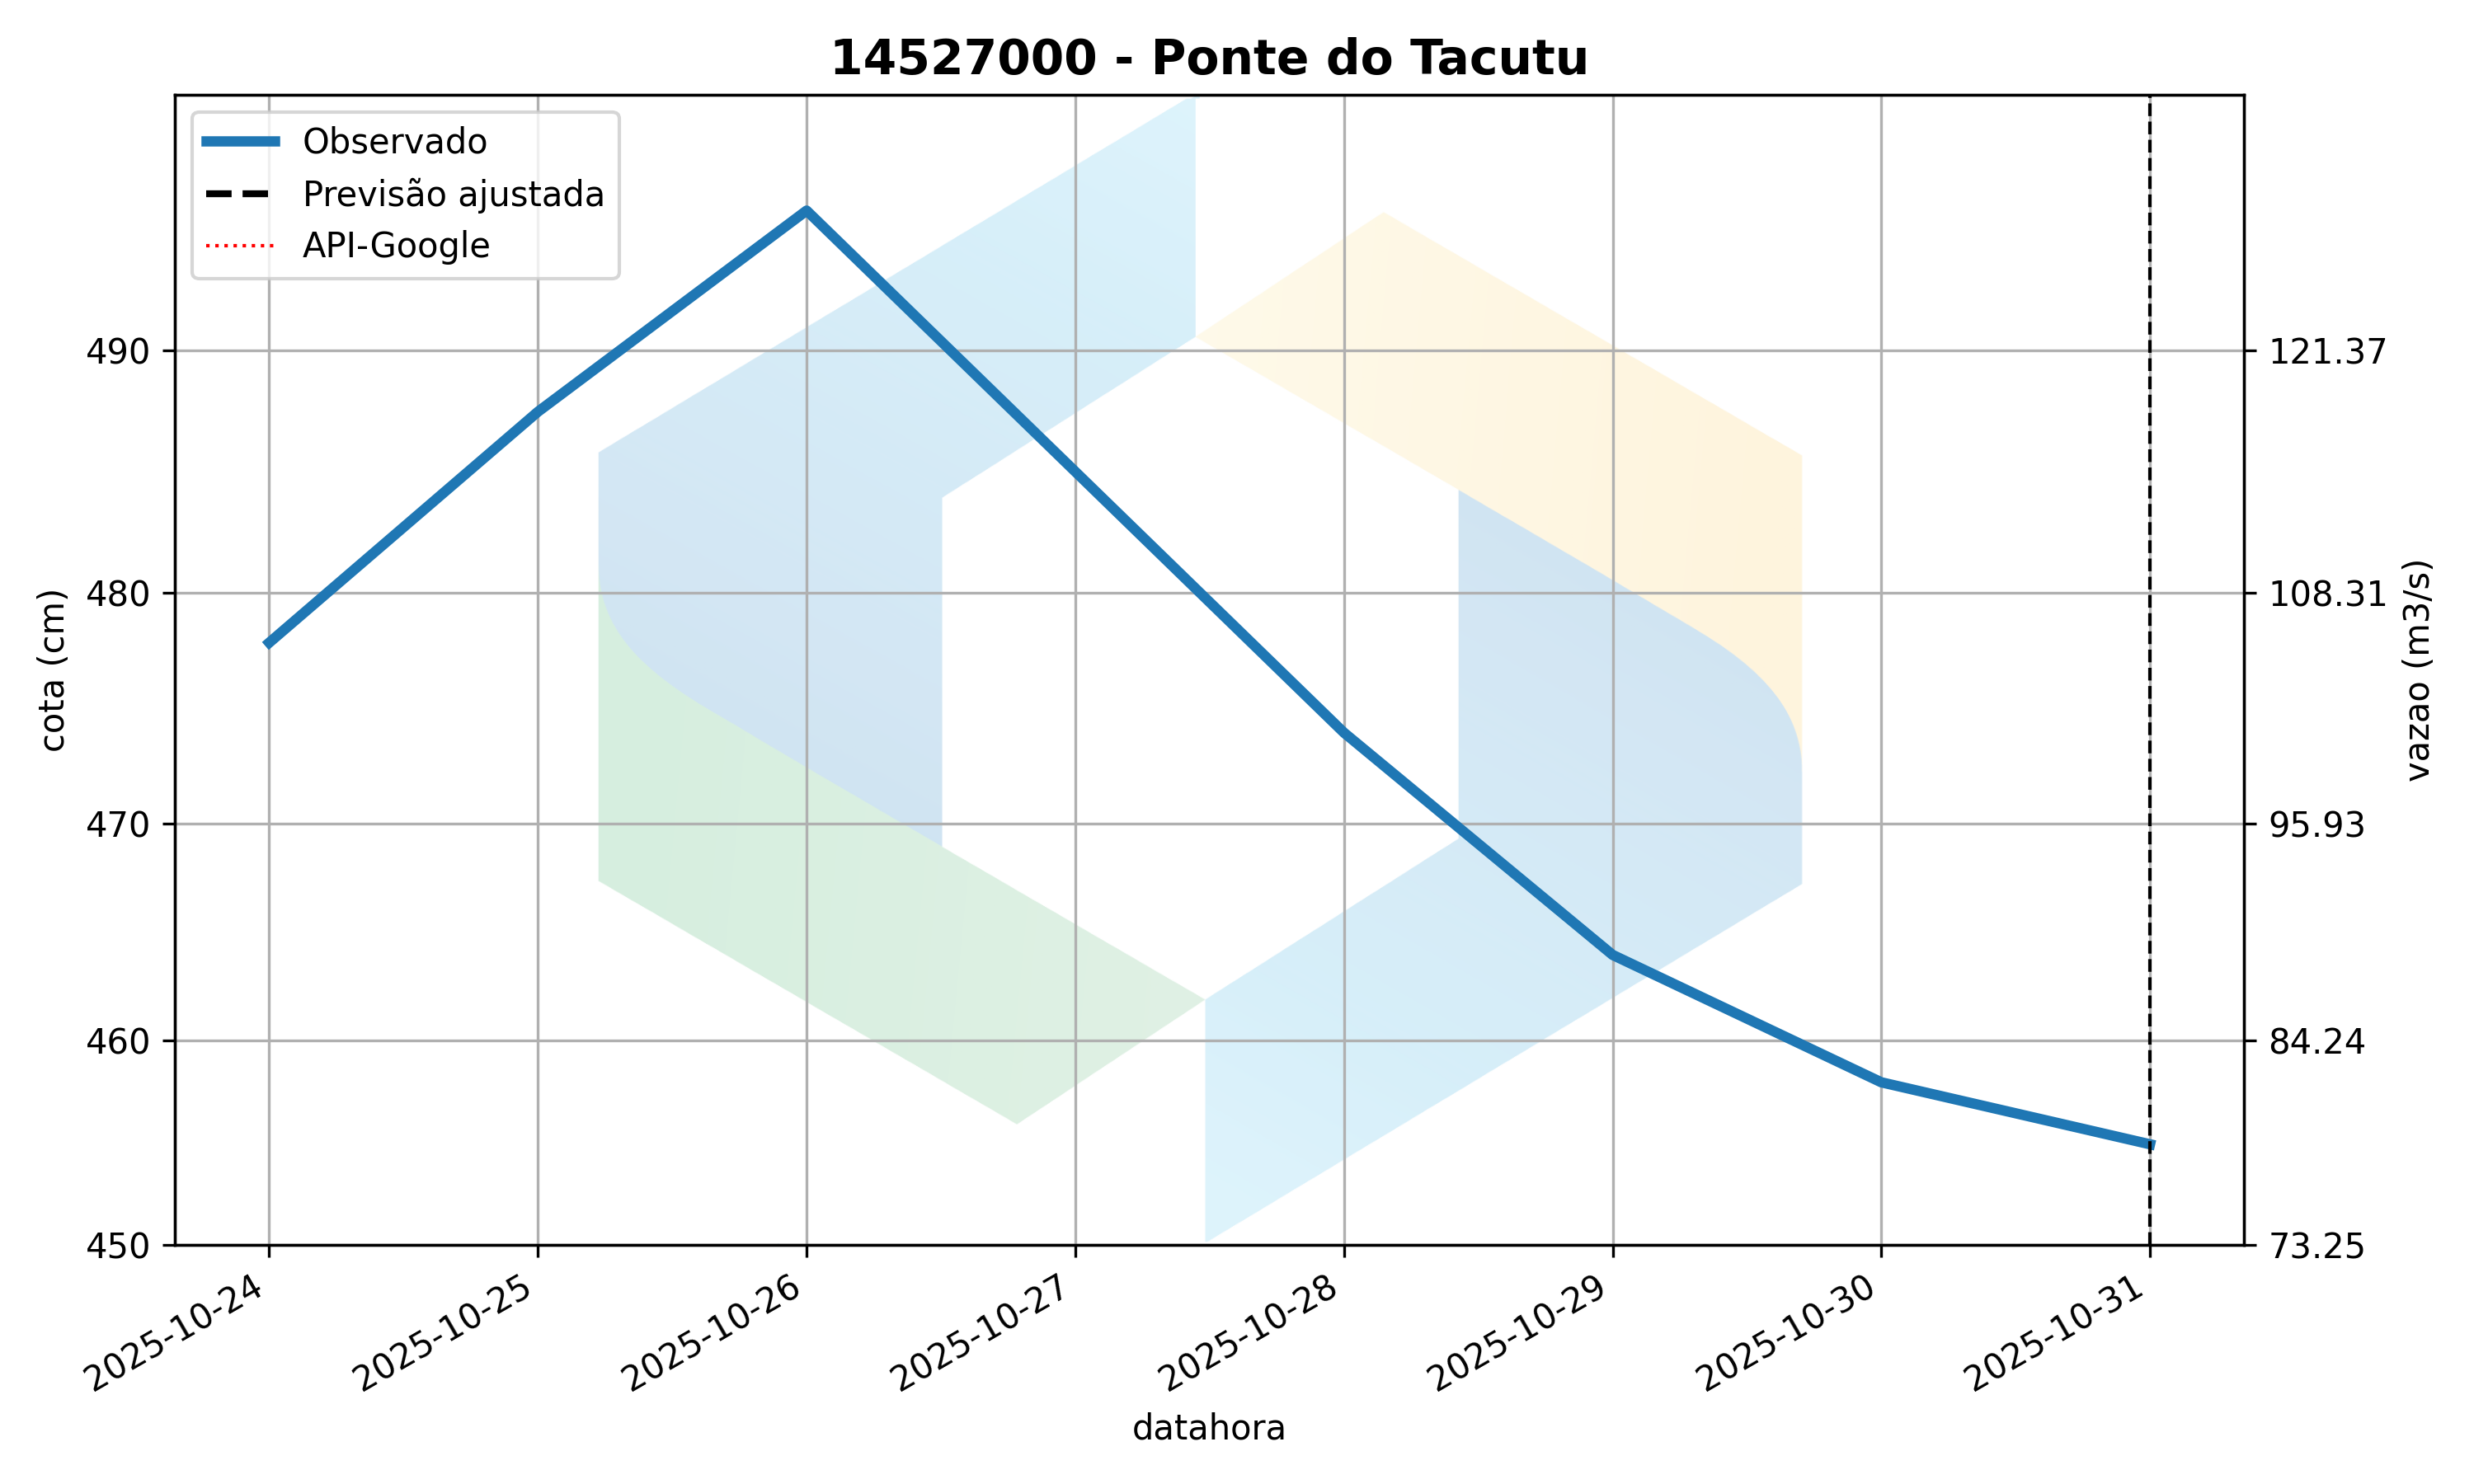 14527000 - Ponte do Tacutu
Observado
Previsão ajustada
API-Google
490
480
470
460
450
cota (cm)
121.37
108.31
95.93
84.24
73.25
vazao (m3/s)
2025-10-24
2025-10-25
2025-10-26
2025-10-27
2025-10-28
2025-10-29
2025-10-30
2025-10-31
datahora